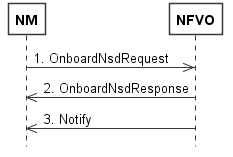 NM NFVO
1. OnboardNsdRequest
2. OnboardNsdResponse
3. Notify